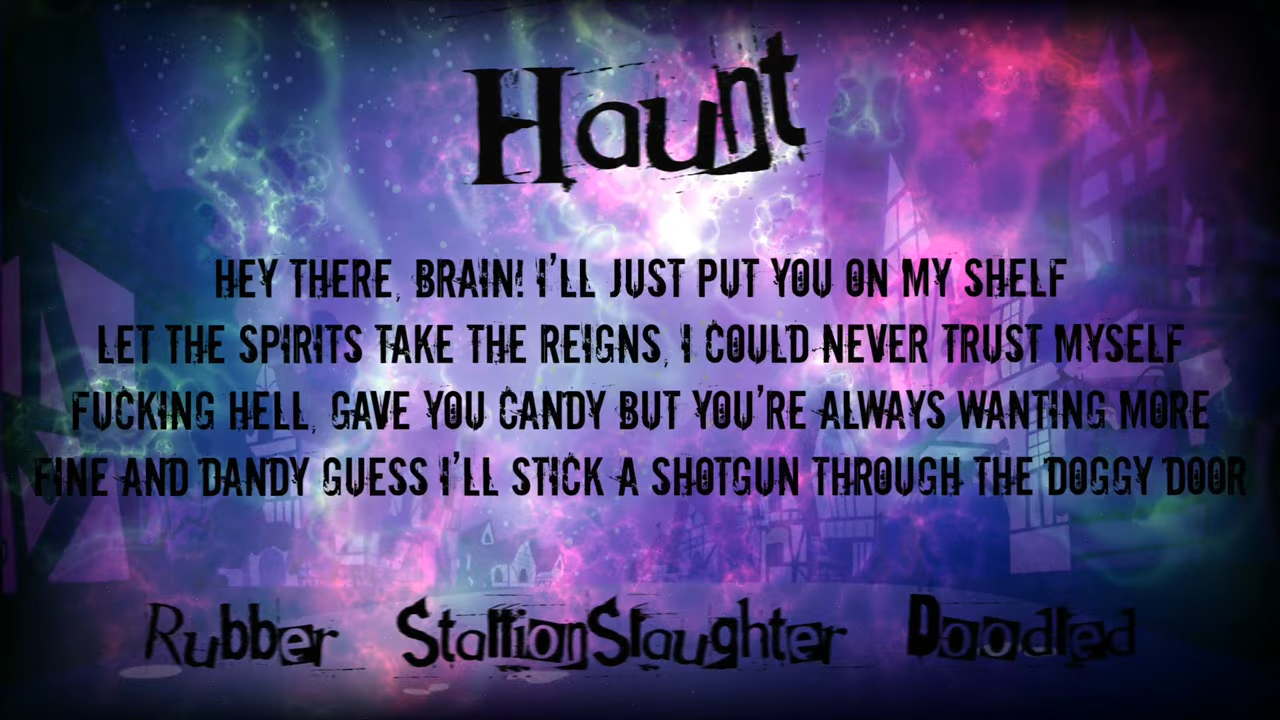 Haunt
HEY THERE, BRAIN! I'LL JUST PUT YOU ON MY SHELF
LET THE SPIRITS TAKE THE REIGNS, I COULD NEVER TRUST MYSELF
FUCKING HELL, GAVE YOU CANDY BUT YOU'RE ALWAYS WANTING MORE
FINE AND DANDY GUESS I'LL STICK A SHOTGUN THROUGH THE DOGGY DOOR
Rubber StallionSlaughter Doodled